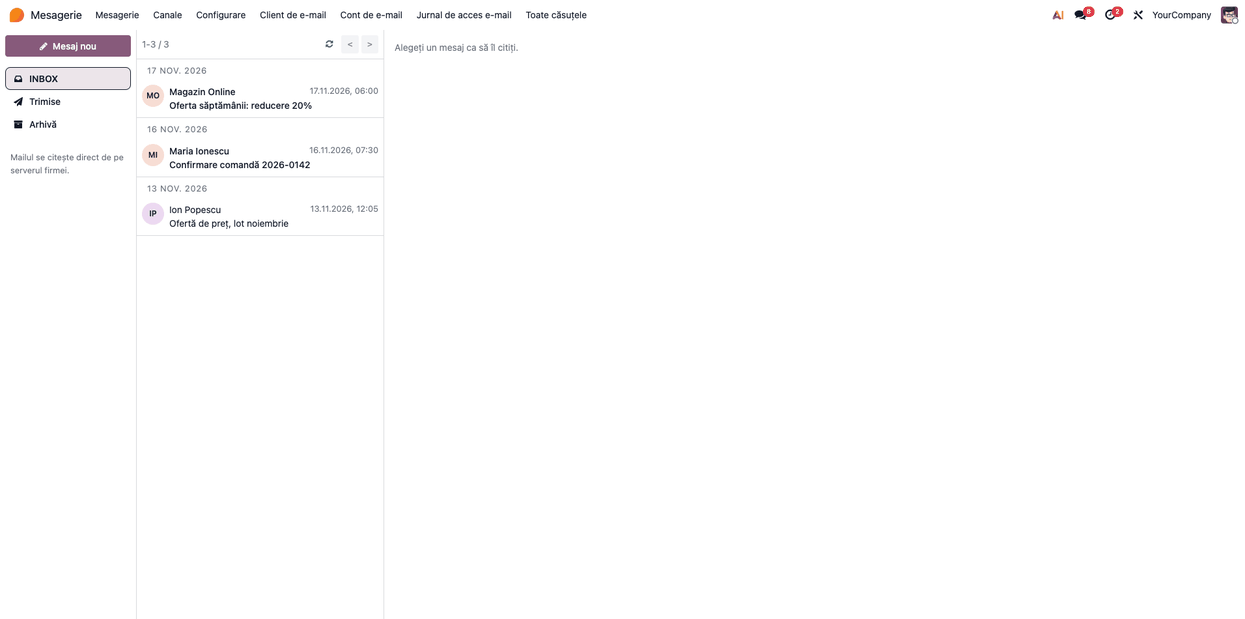 Mesagerie Mesagerie Canale Configurare Client de e-mail Cont de e-mail Jurnal de acces e-mail Toate căsuțele AI 8 2 YourCompany
Mesaj nou
INBOX
Trimise
Arhivă
Mailul se citește direct de pe
serverul firmei.
1-3 / 3 < >
17 NOV. 2026
MO Magazin Online 17.11.2026, 06:00
Oferta săptămânii: reducere 20%
16 NOV. 2026
MI Maria Ionescu 16.11.2026, 07:30
Confirmare comandă 2026-0142
13 NOV. 2026
IP Ion Popescu 13.11.2026, 12:05
Ofertă de preț, lot noiembrie
Alegeți un mesaj ca să îl citiți.